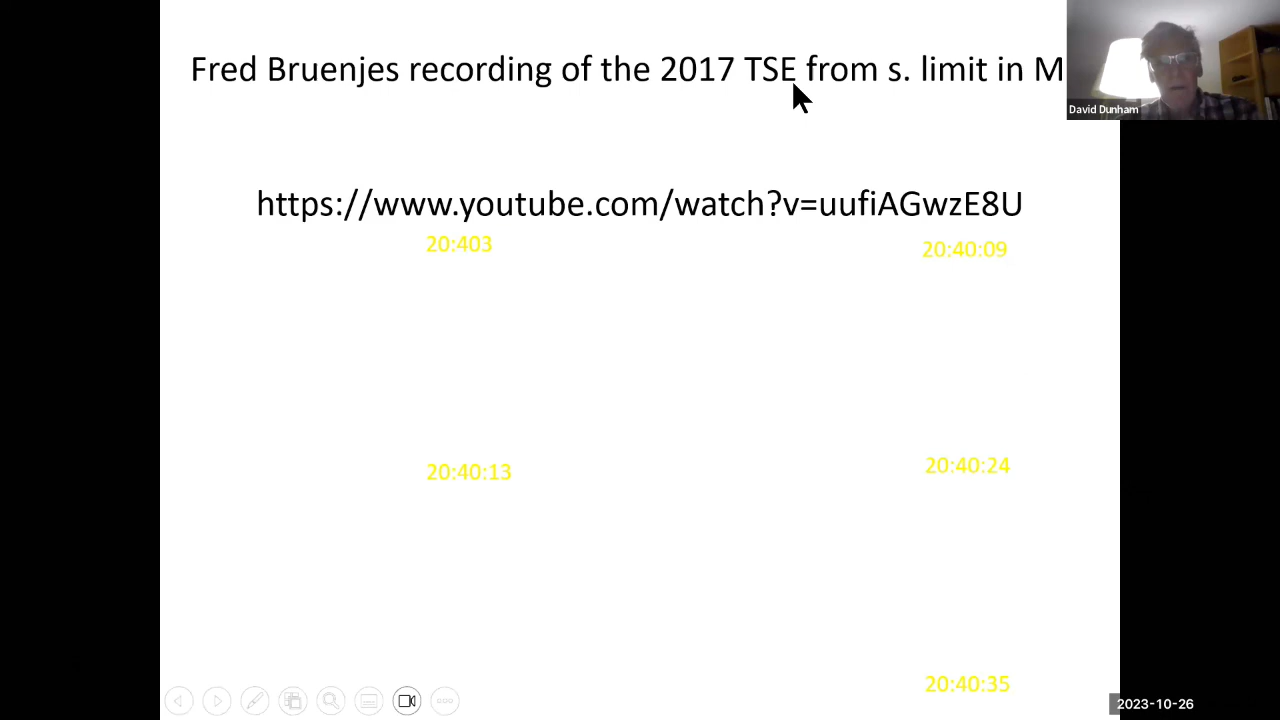 Fred Bruenjes recording of the 2017 TSE from s. limit in M
David Dunham
https://www.youtube.com/watch?v=uufiAGwzE8U
20:403
20:40:09
20:40:13
20:40:24
20:40:35
2023-10-26